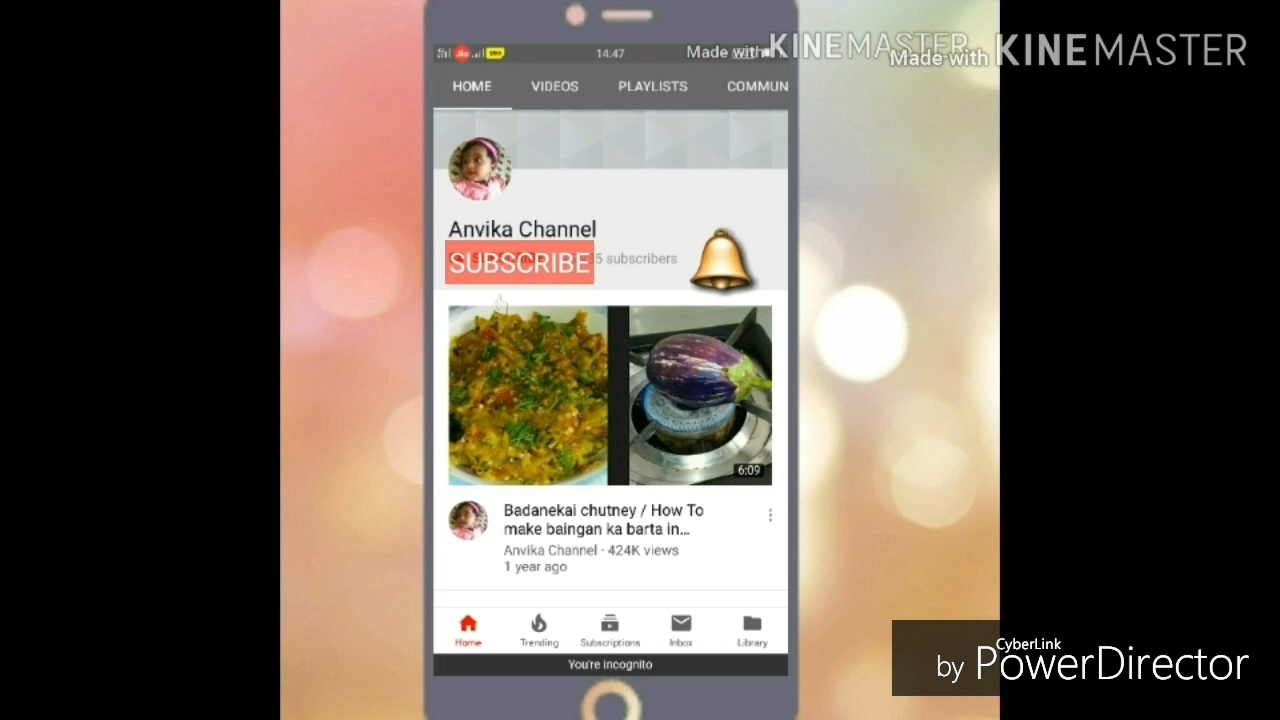 14:47
Made with KINEMASTER
Made with KINEMASTER
HOME VIDEOS PLAYLISTS COMMUN
Anvika Channel
SUBSCRIBE
subscribers
6:09
Badanekai chutney / How To
make baingan ka barta in...
Anvika Channel · 424K views
1 year ago
Home Trending Subscriptions Inbox Library
You're incognito
CyberLink
by PowerDirector